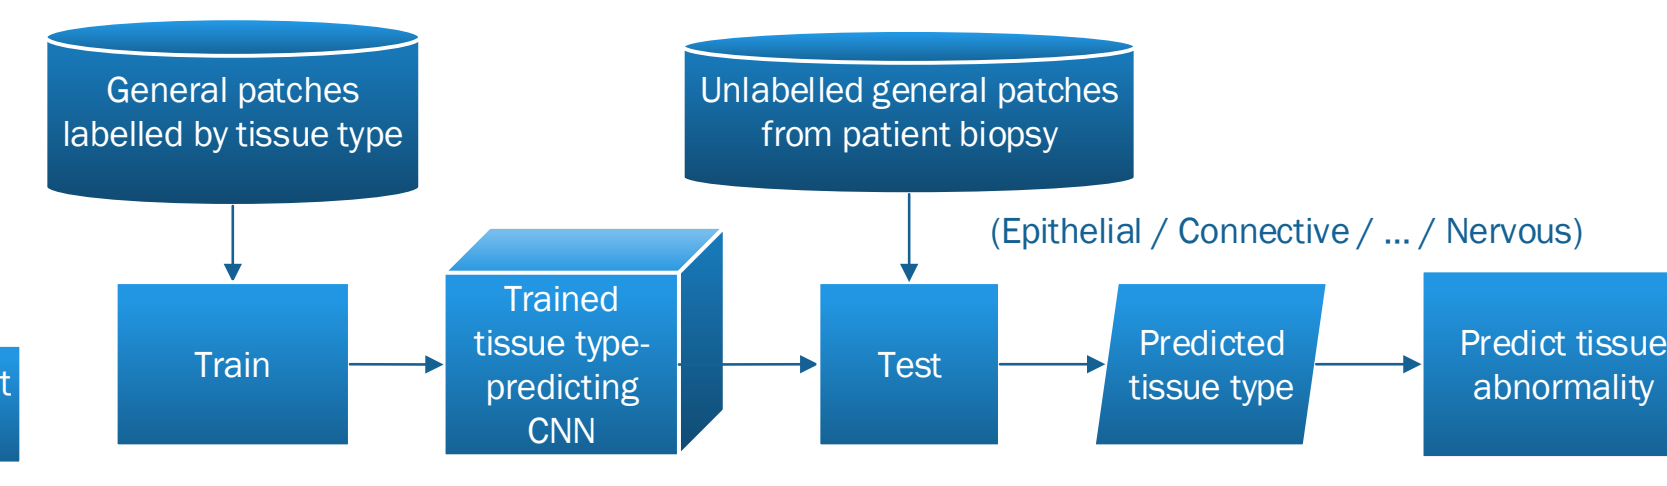 General patches
labelled by tissue type
Unlabelled general patches
from patient biopsy
(Epithelial / Connective / ... / Nervous)
t
Train
Trained
tissue type-
predicting
CNN
Test
Predicted
tissue type
Predict tissue
abnormality